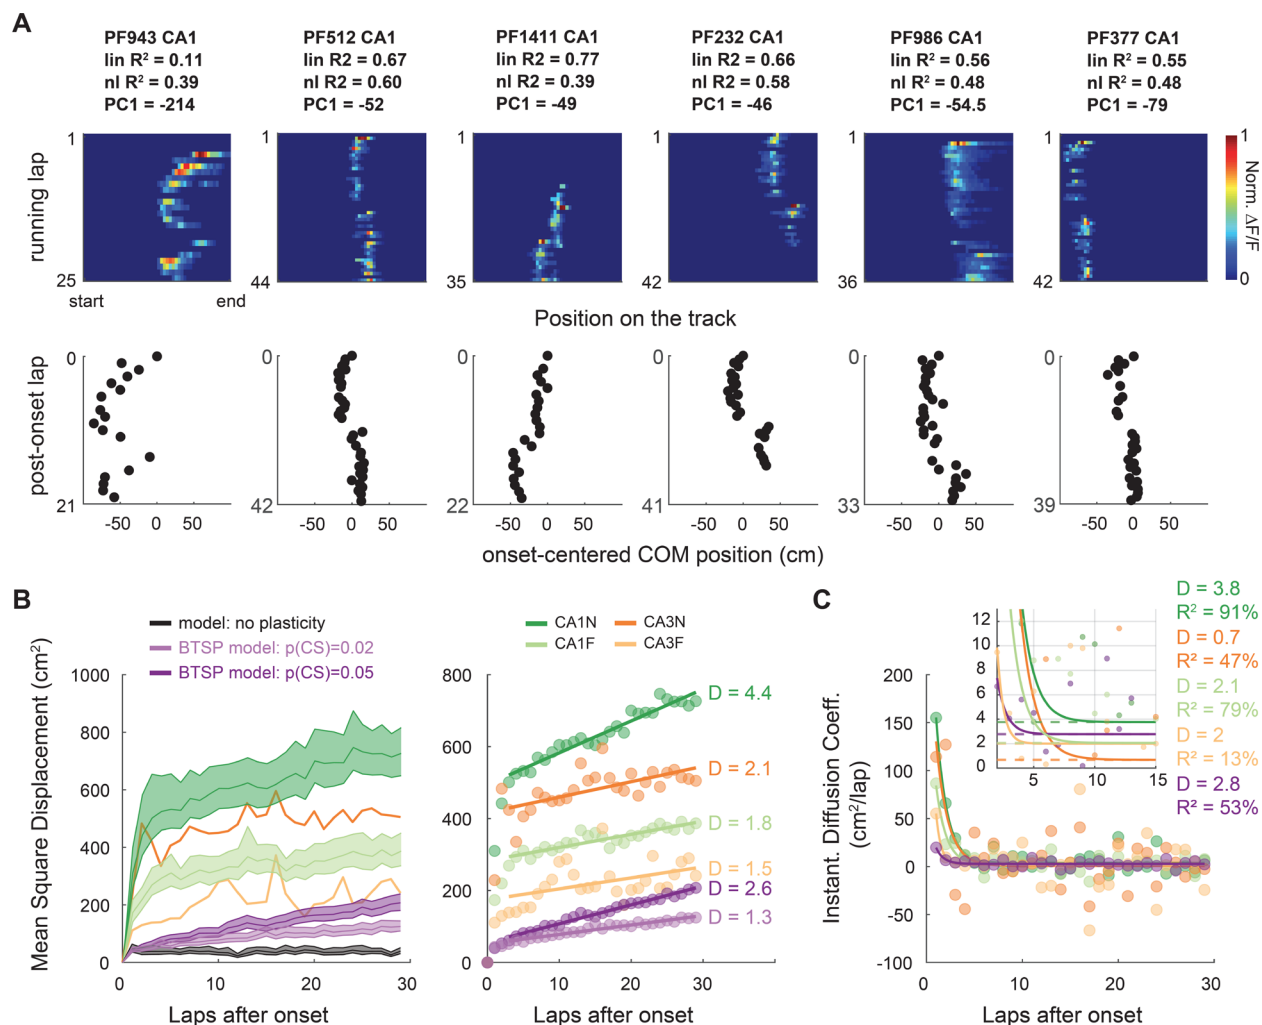 A
PF943 CA1
lin R² = 0.11
nl R² = 0.39
PC1 = -214
PF512 CA1
lin R2 = 0.67
nl R2 = 0.60
PC1 = -52
PF1411 CA1
lin R2 = 0.77
nl R2 = 0.39
PC1 = -49
PF232 CA1
lin R2 = 0.66
nl R2 = 0.58
PC1 = -46
PF986 CA1
lin R² = 0.56
nl R² = 0.48
PC1 = -54.5
PF377 CA1
lin R² = 0.55
nl R² = 0.48
PC1 = -79
running lap
1
25
1
44
1
35
1
42
1
36
1
42
start
end
Position on the track
1
0
Norm. ΔF/F
post-onset lap
0
21
0
42
0
22
0
41
0
33
0
39
-50 0 50
-50 0 50
-50 0 50
-50 0 50
-50 0 50
-50 0 50
onset-centered COM position (cm)
B
model: no plasticity
BTSP model: p(CS)=0.02
BTSP model: p(CS)=0.05
Mean Square Displacement (cm²)
1000
800
600
400
200
0
0 10 20 30
Laps after onset
CA1N
CA1F
CA3N
CA3F
800
600
400
200
0
D = 4.4
D = 2.1
D = 1.8
D = 1.5
D = 2.6
D = 1.3
0 10 20 30
Laps after onset
C
Instant. Diffusion Coeff.
(cm²/lap)
200
150
100
50
0
-50
-100
0 10 20 30
Laps after onset
12
10
8
6
4
2
0
5 10 15
D = 3.8
R² = 91%
D = 0.7
R² = 47%
D = 2.1
R² = 79%
D = 2
R² = 13%
D = 2.8
R² = 53%